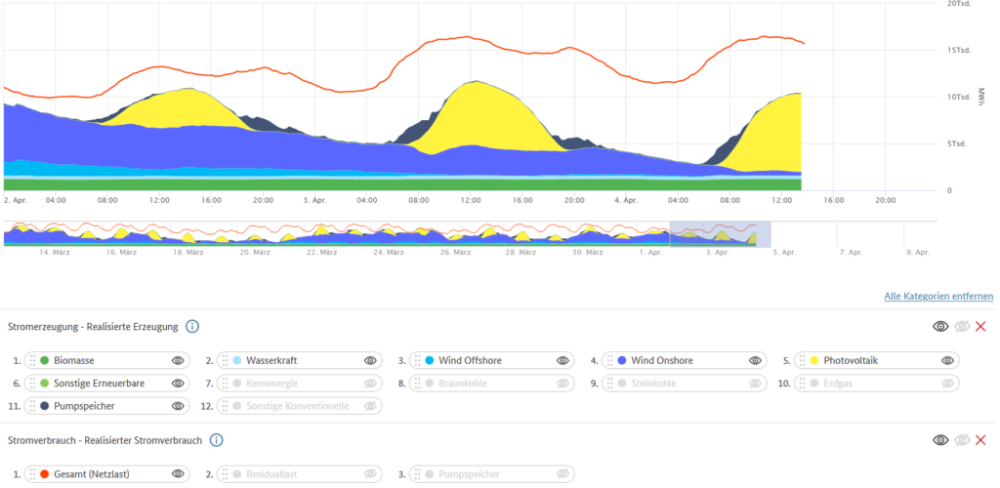 20Tsd.
15Tsd.
10Tsd.
5Tsd.
0
MWh
2. Apr. 04:00 08:00 12:00 16:00 20:00 3. Apr. 04:00 08:00 12:00 16:00 20:00 4. Apr. 04:00 08:00 12:00 16:00 20:00
14. März 16. März 18. März 20. März 22. März 24. März 26. März 28. März 30. März 1. Apr. 3. Apr. 5. Apr. 7. Apr. 9. Apr.
Alle Kategorien entfernen
Stromerzeugung - Realisierte Erzeugung
1. Biomasse 2. Wasserkraft 3. Wind Offshore 4. Wind Onshore 5. Photovoltaik
6. Sonstige Erneuerbare 7. Kernenergie 8. Braunkohle 9. Steinkohle 10. Erdgas
11. Pumpspeicher 12. Sonstige Konventionelle
Stromverbrauch - Realisierter Stromverbrauch
1. Gesamt (Netzlast) 2. Residuallast 3. Pumpspeicher